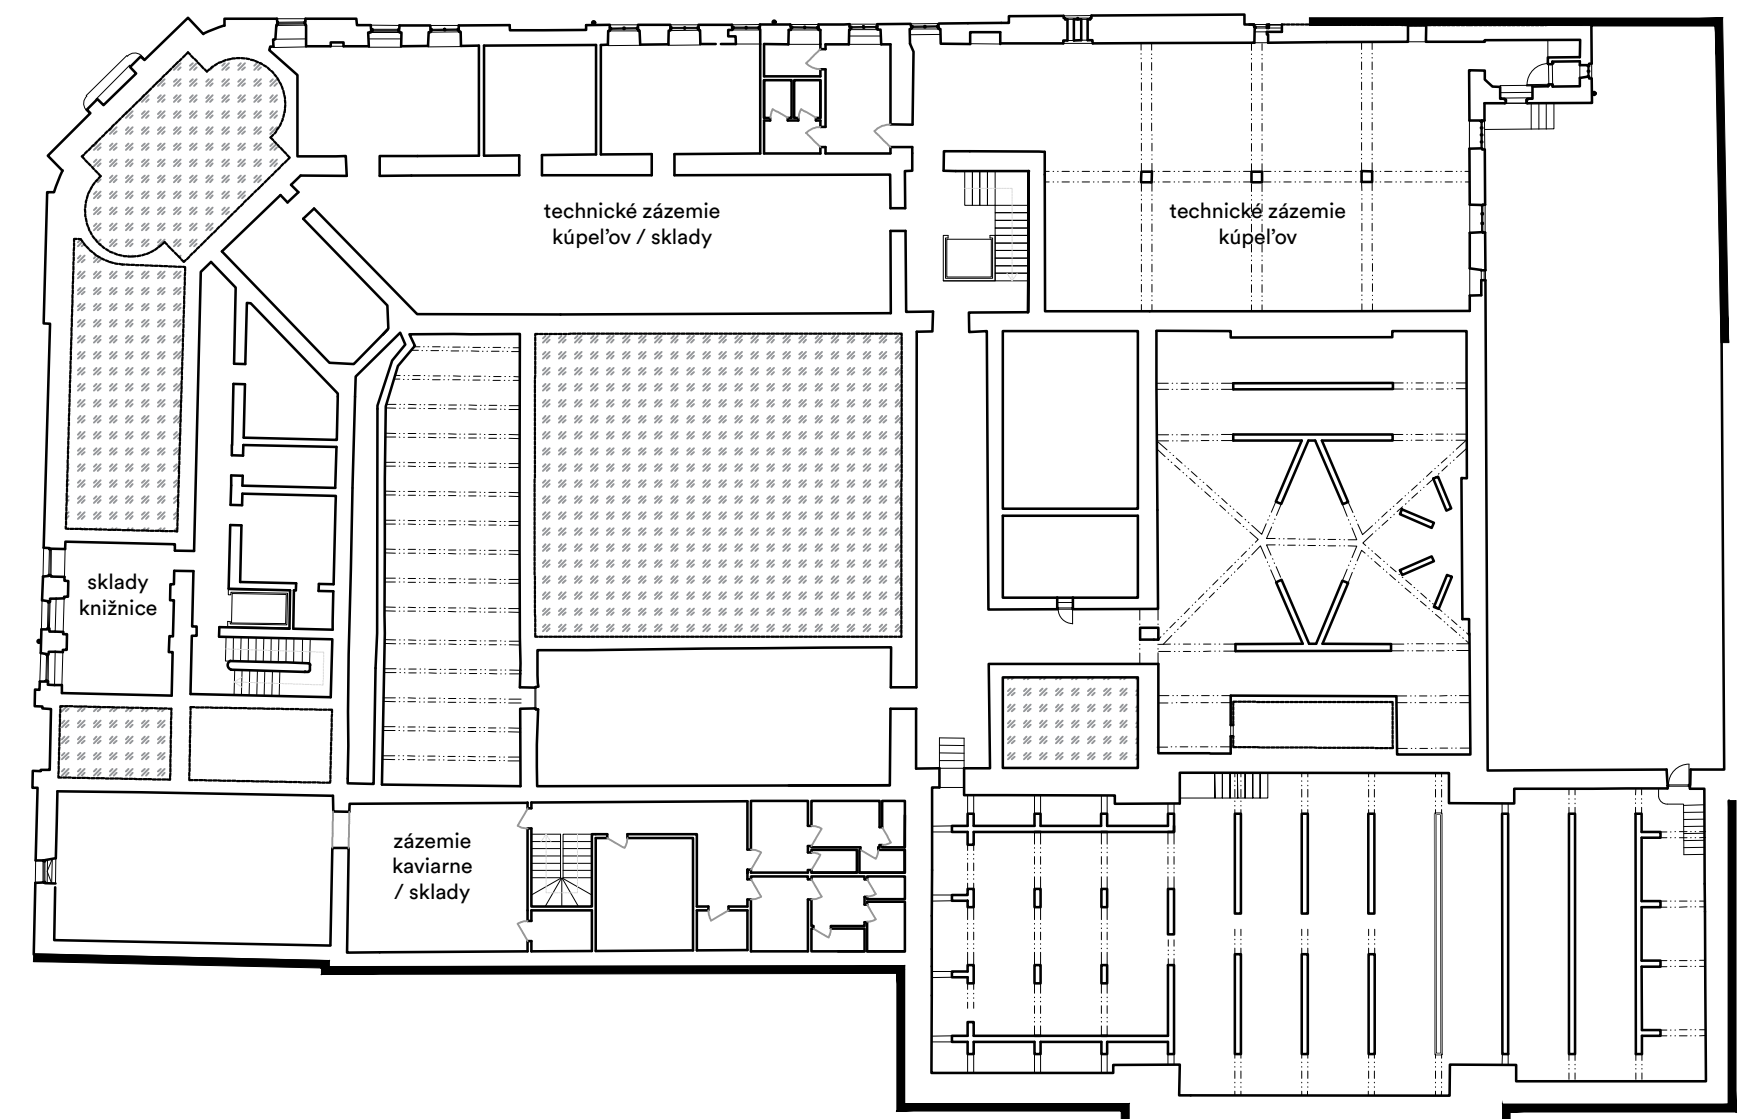 technické zázemie
kúpeľov / sklady
technické zázemie
kúpeľov
sklady
knižnice
zázemie
kaviarne
/ sklady